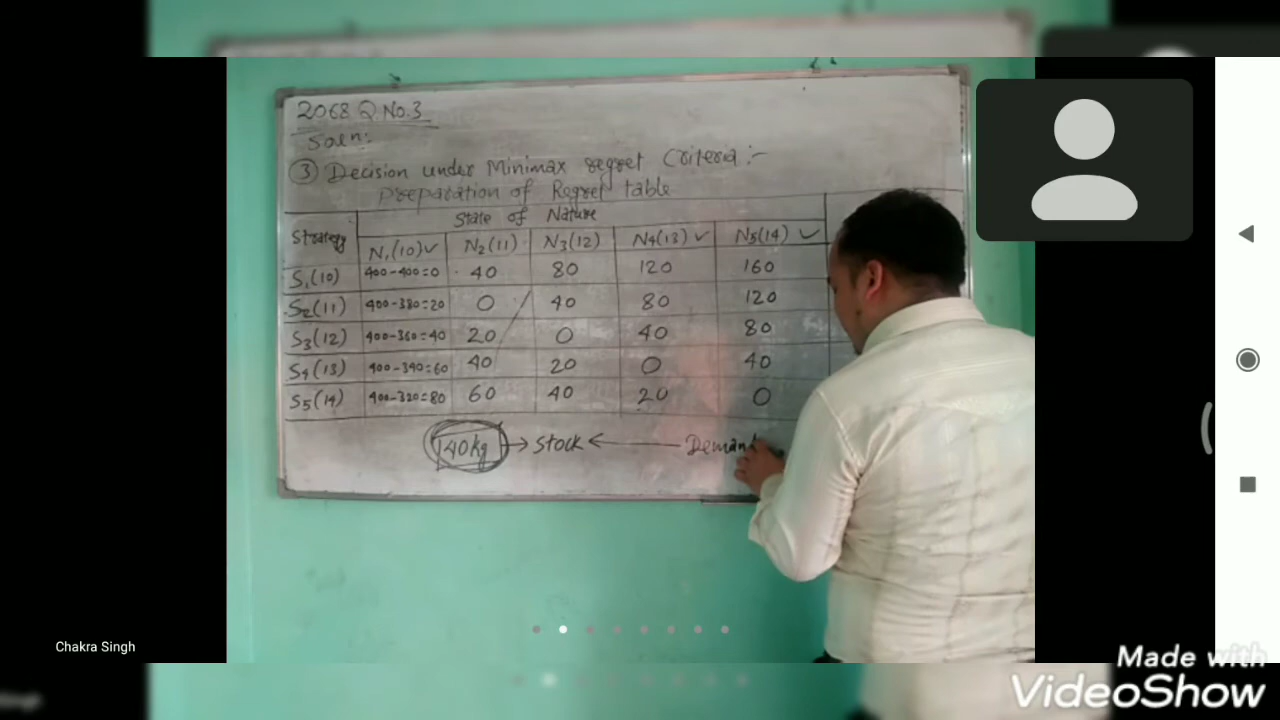 2068 Q.No.3
Soln:
③ Decision under Minimax regret Criteria :-
Preparation of Regret table
Strategy State of Nature
N₁(10)✓ N₂(11) N₃(12) N₄(13)✓ N₅(14)✓
S₁(10) 400-400=0 40 80 120 160
S₂(11) 400-380=20 0 40 80 120
S₃(12) 400-360=40 20 0 40 80
S₄(13) 400-340=60 40 20 0 40
S₅(14) 400-320=80 60 40 20 0
140kg → Stock ← Demand
Chakra Singh
Made with
VideoShow